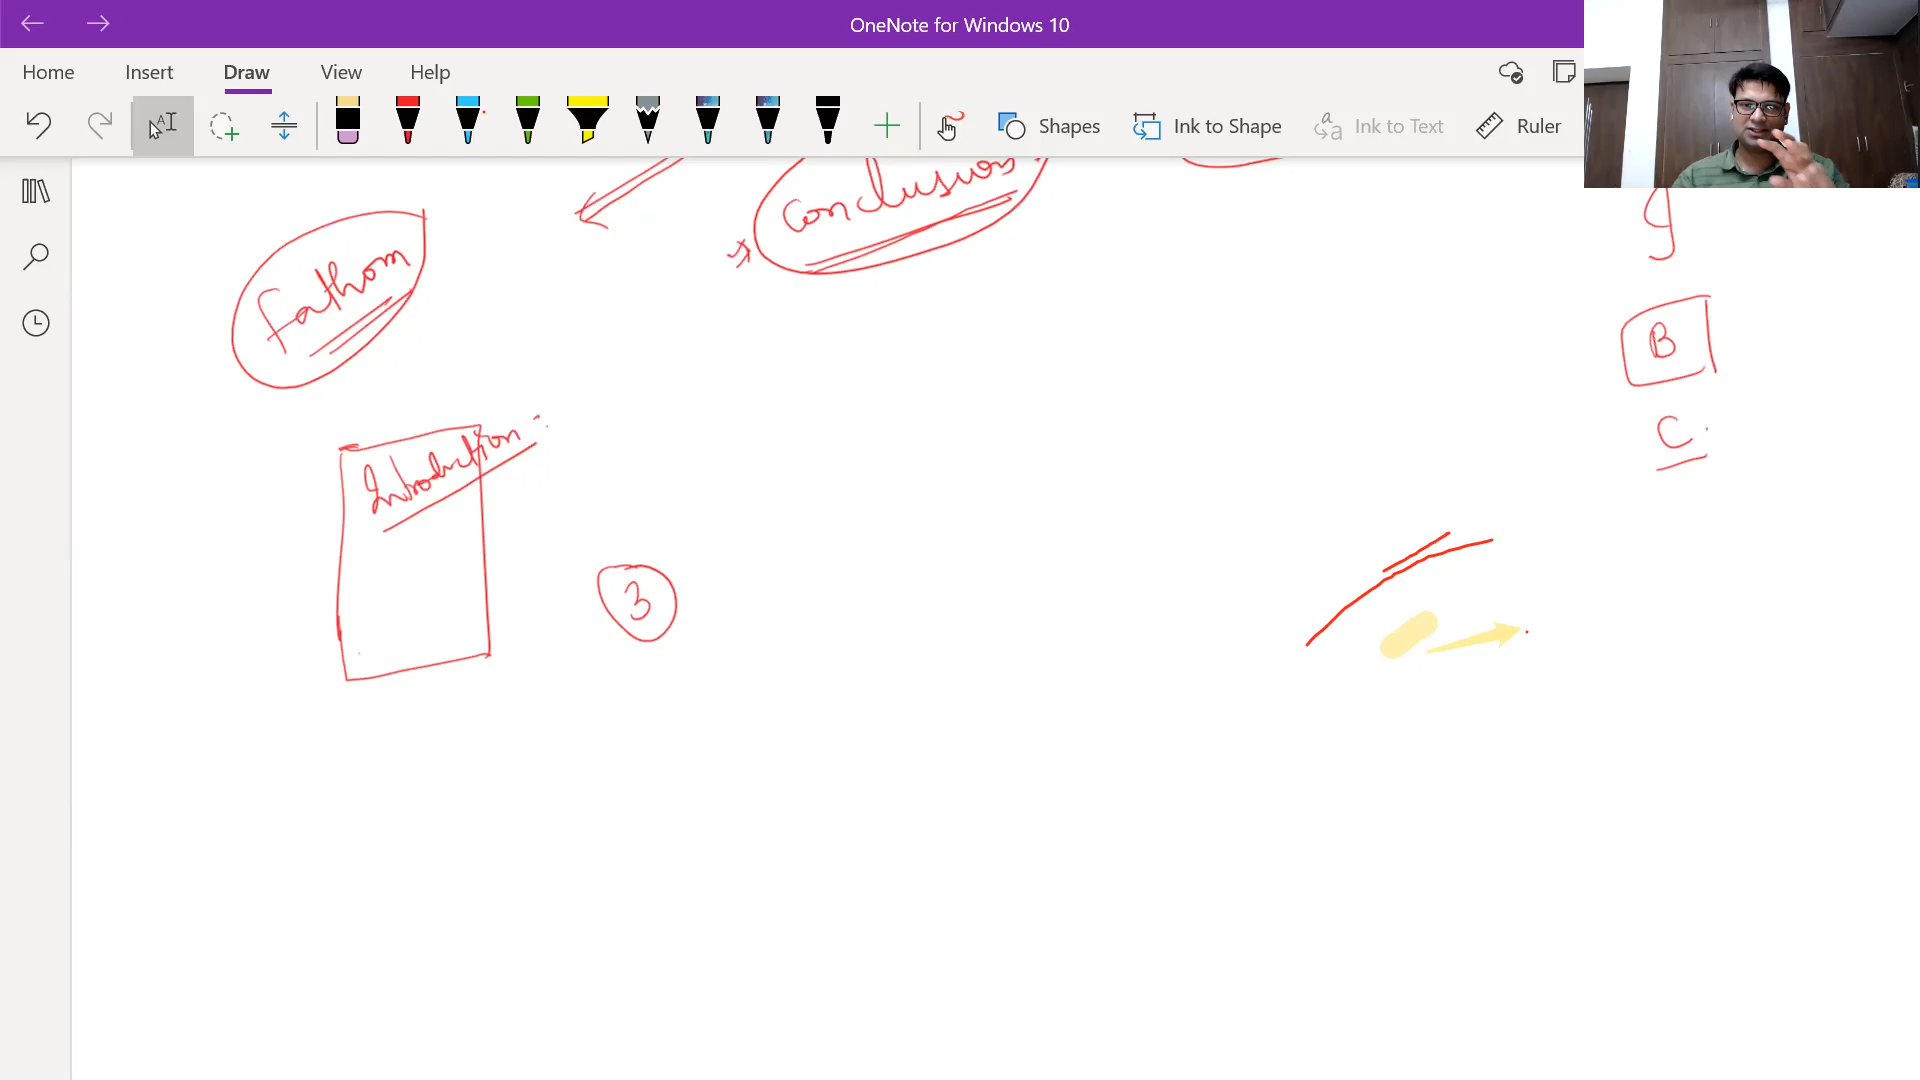 OneNote for Windows 10
Home Insert Draw View Help
Shapes Ink to Shape Ink to Text Ruler
Conclusion
Fathom
I
B
C.
Introduction:
3